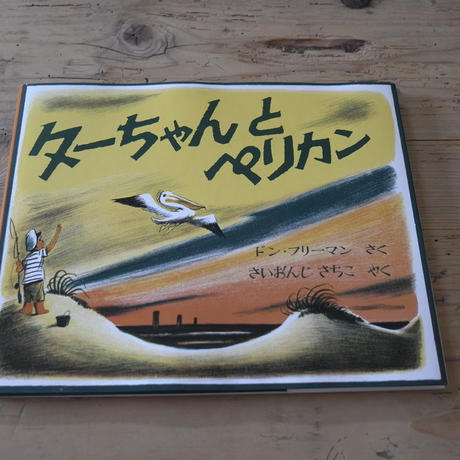 ターちゃんと
ペリカン
ドン・フリーマン さく
さいおんじ さちこ やく